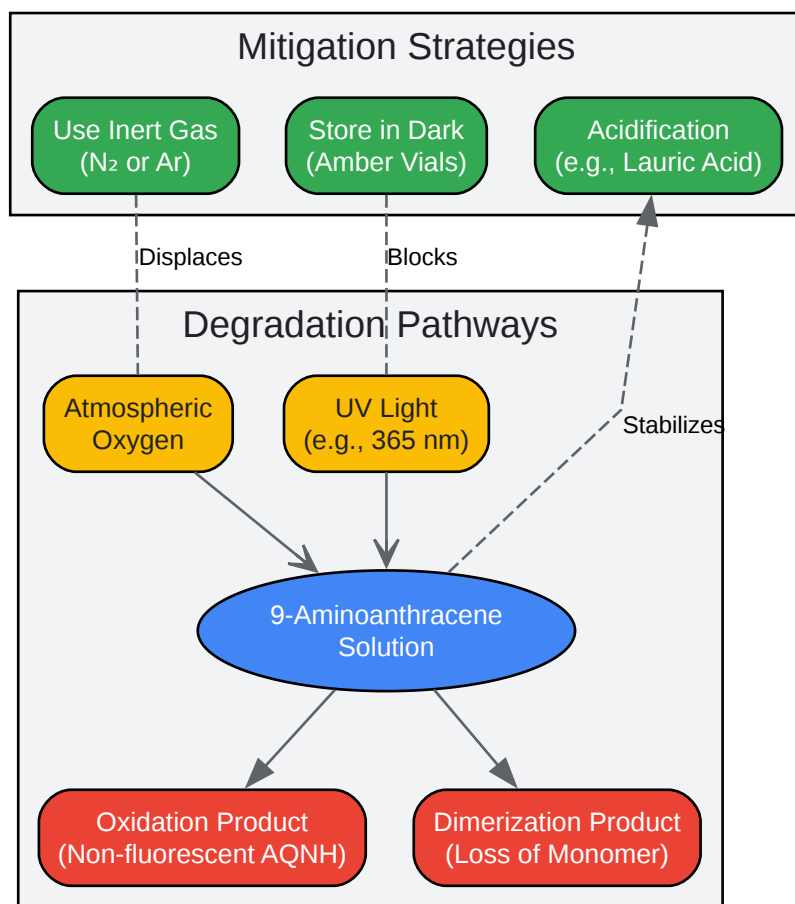 Mitigation Strategies
Use Inert Gas
(N₂ or Ar)
Store in Dark
(Amber Vials)
Acidification
(e.g., Lauric Acid)
Displaces
Blocks
Degradation Pathways
Atmospheric
Oxygen
UV Light
(e.g., 365 nm)
Stabilizes
9-Aminoanthracene
Solution
Oxidation Product
(Non-fluorescent AQNH)
Dimerization Product
(Loss of Monomer)